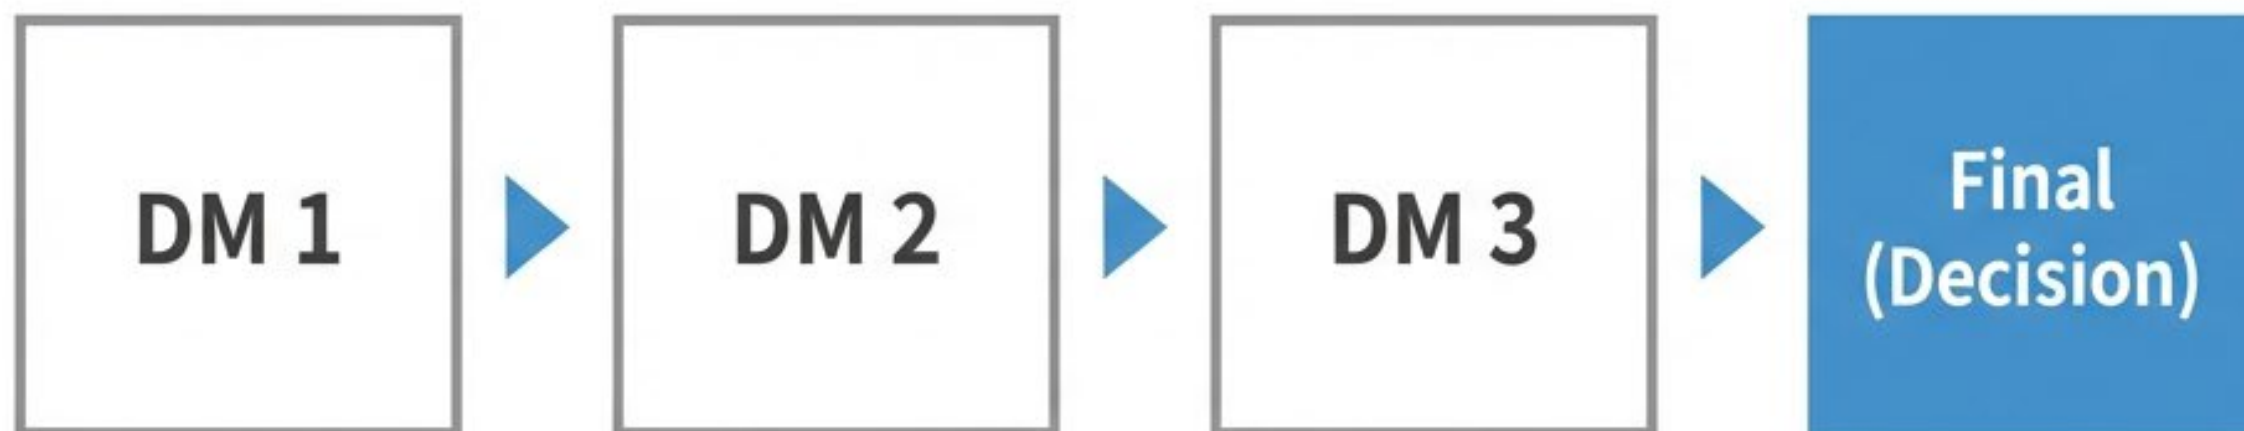 DM 1
DM 2
DM 3
Final
(Decision)